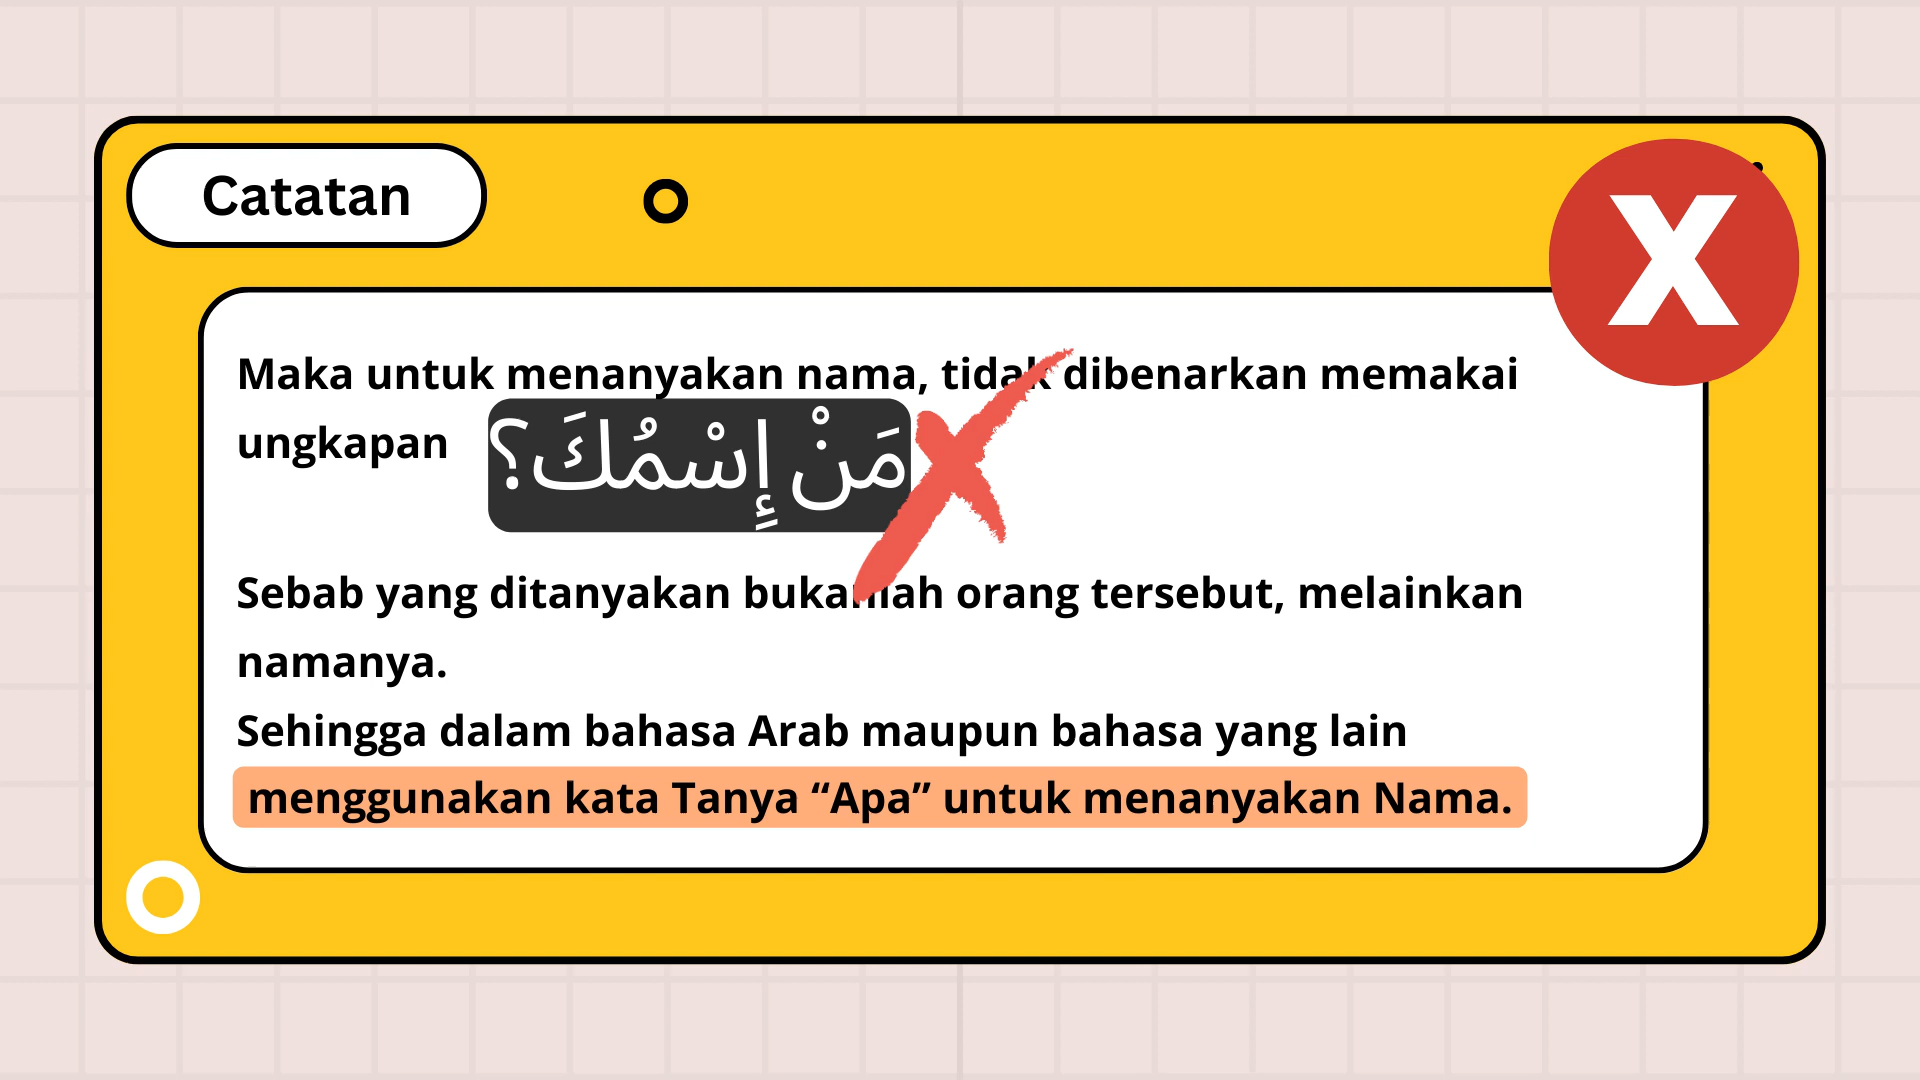 Catatan
X
Maka untuk menanyakan nama, tidak dibenarkan memakai
ungkapan مَنْ إِسْمُكَ؟
Sebab yang ditanyakan bukanlah orang tersebut, melainkan
namanya.
Sehingga dalam bahasa Arab maupun bahasa yang lain
menggunakan kata Tanya “Apa” untuk menanyakan Nama.